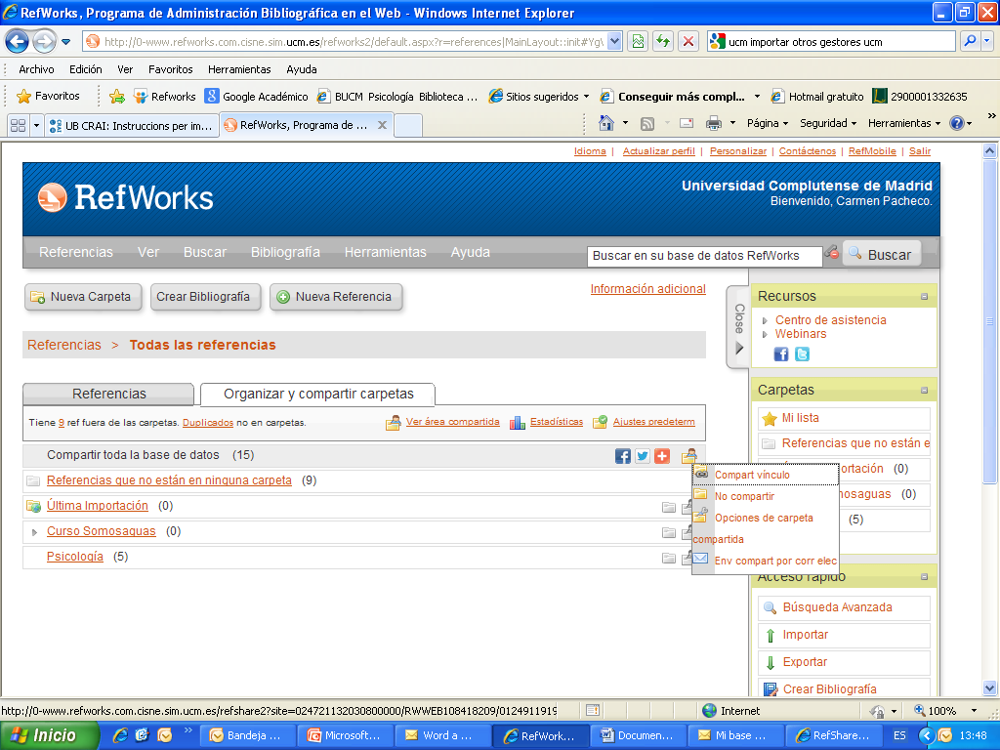 RefWorks, Programa de Administración Bibliográfica en el Web - Windows Internet Explorer
http://0-www.refworks.com.cisne.sim.ucm.es/refworks2/default.aspx?r=references|MainLayout::init#Yg\
ucm importar otros gestores ucm
Archivo Edición Ver Favoritos Herramientas Ayuda
Favoritos Refworks Google Académico BUCM Psicología Biblioteca ... Sitios sugeridos Conseguir más compl... Hotmail gratuito 2900001332635
UB CRAI: Instruccions per im... RefWorks, Programa de ... Página Seguridad Herramientas
Idioma | Actualizar perfil | Personalizar | Contáctenos | RefMobile | Salir
RefWorks
Universidad Complutense de Madrid
Bienvenido, Carmen Pacheco.
Referencias Ver Buscar Bibliografía Herramientas Ayuda
Buscar en su base de datos RefWorks Buscar
Nueva Carpeta Crear Bibliografía Nueva Referencia
Información adicional
Close
Referencias > Todas las referencias
Referencias Organizar y compartir carpetas
Tiene 9 ref fuera de las carpetas. Duplicados no en carpetas.
Ver área compartida Estadísticas Ajustes predeterm
Compartir toda la base de datos (15)
Referencias que no están en ninguna carpeta (9)
Última Importación (0)
Curso Somosaguas (0)
Psicología (5)
Compart vínculo
No compartir
Opciones de carpeta
compartida
Env compart por corr elec
Recursos
Centro de asistencia
Webinars
Carpetas
Mi lista
Referencias que no están e
ortación (0)
nosaguas (0)
(5)
Acceso rápido
Búsqueda Avanzada
Importar
Exportar
Crear Bibliografía
http://0-www.refworks.com.cisne.sim.ucm.es/refshare2?site=024721132030800000/RWWEB108418209/0124911919
Internet 100%
Inicio Bandeja ... Microsoft... Word a ... RefWork... Documen... Mi base ... RefShare... ES 13:48